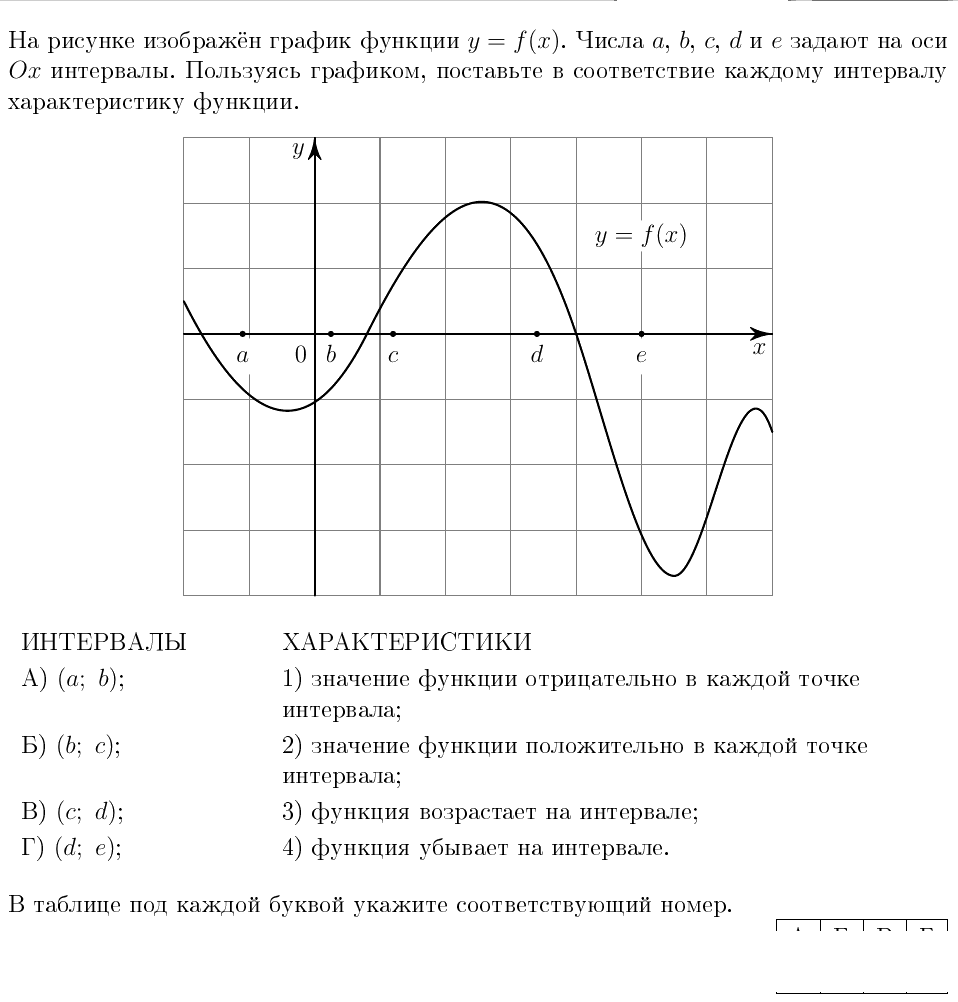 На рисунке изображён график функции y = f(x). Числа a, b, c, d и e задают на оси
Ox интервалы. Пользуясь графиком, поставьте в соответствие каждому интервалу
характеристику функции.
y
y = f(x)
a 0 b c d e x
ИНТЕРВАЛЫ ХАРАКТЕРИСТИКИ
А) (a; b); 1) значение функции отрицательно в каждой точке
интервала;
Б) (b; c); 2) значение функции положительно в каждой точке
интервала;
В) (c; d); 3) функция возрастает на интервале;
Г) (d; e); 4) функция убывает на интервале.
В таблице под каждой буквой укажите соответствующий номер.